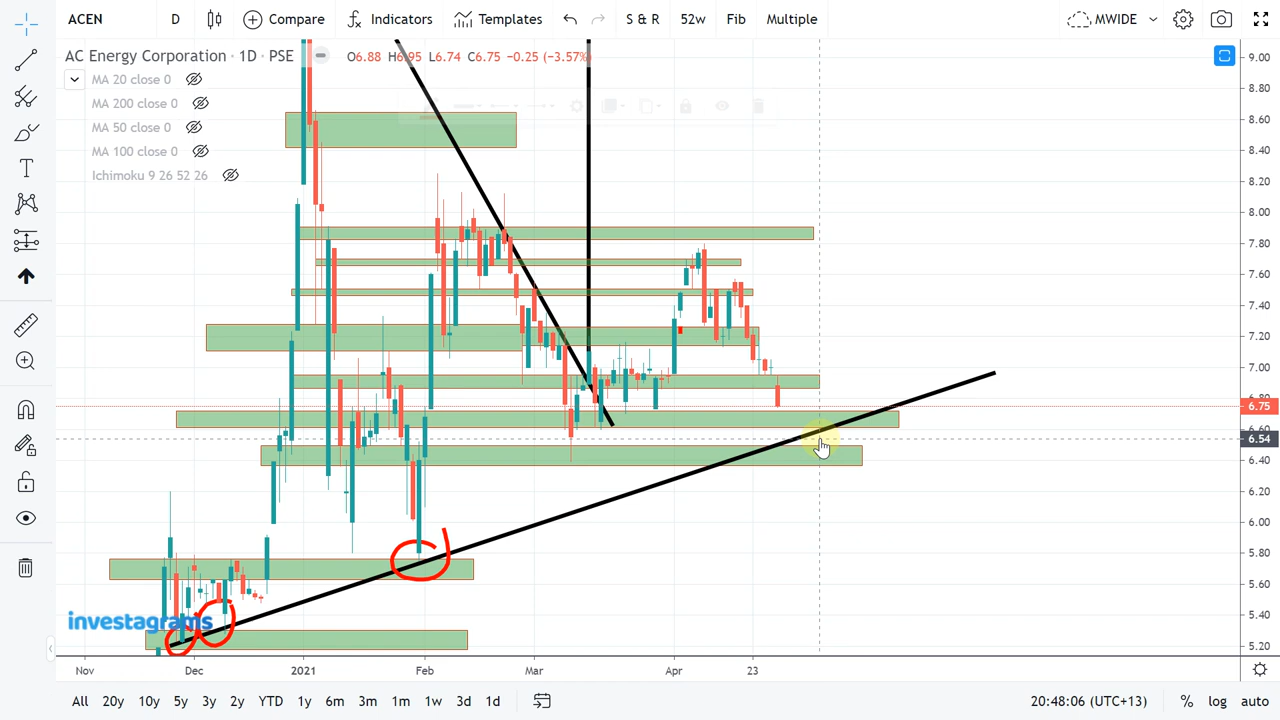 ACEN D Compare Indicators Templates S & R 52w Fib Multiple MWIDE
AC Energy Corporation · 1D · PSE O6.88 H6.95 L6.74 C6.75 −0.25 (−3.57%)
MA 20 close 0
MA 200 close 0
MA 50 close 0
MA 100 close 0
Ichimoku 9 26 52 26
9.00
8.80
8.60
8.40
8.20
8.00
7.80
7.60
7.40
7.20
7.00
6.80
6.75
6.60
6.54
6.40
6.20
6.00
5.80
5.60
5.40
5.20
investagrams
Nov Dec 2021 Feb Mar Apr 23
All 20y 10y 5y 3y 2y YTD 1y 6m 3m 1m 1w 3d 1d 20:48:06 (UTC+13) % log auto